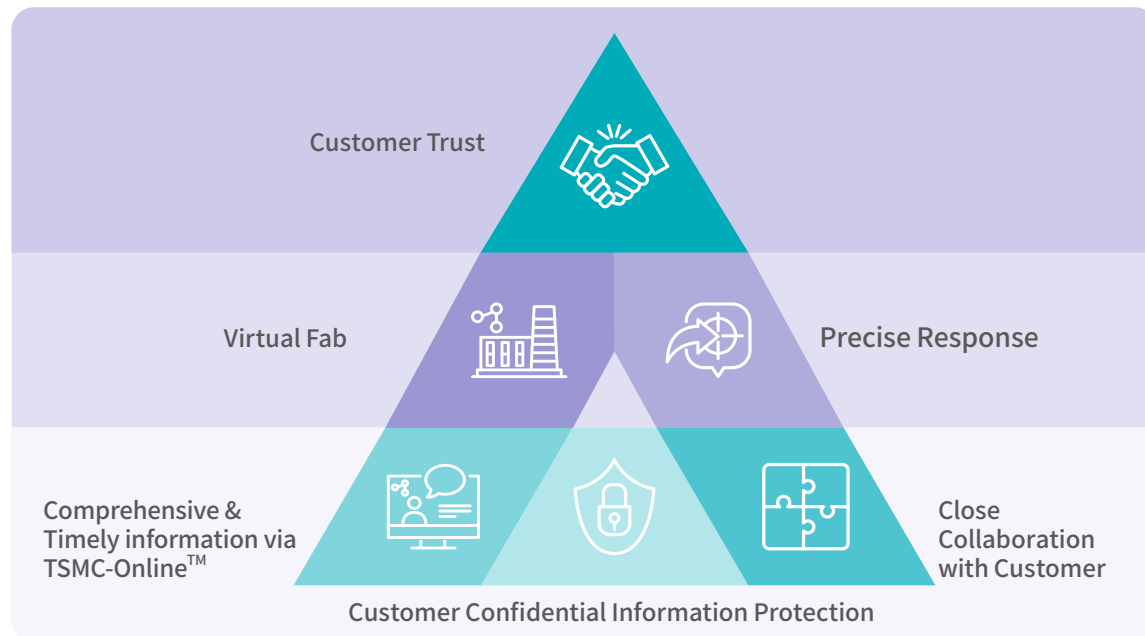 Customer Trust
Virtual Fab
Precise Response
Comprehensive &
Timely information via
TSMC-Online™
Close
Collaboration
with Customer
Customer Confidential Information Protection